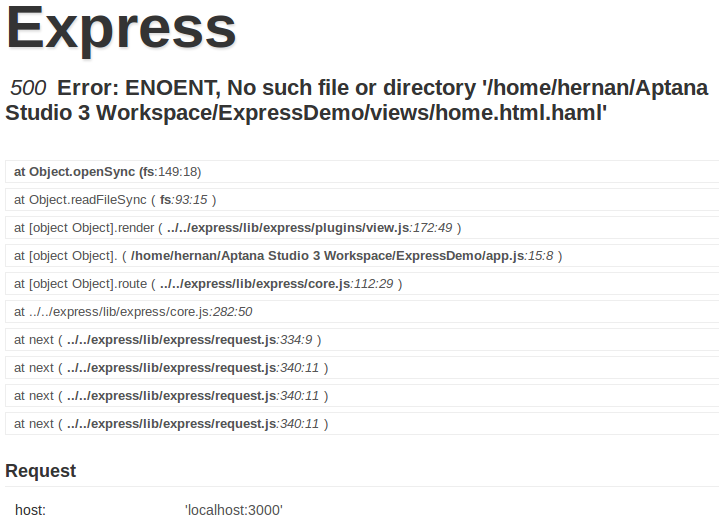 Express
500 Error: ENOENT, No such file or directory '/home/hernan/Aptana
Studio 3 Workspace/ExpressDemo/views/home.html.haml'
at Object.openSync (fs:149:18)
at Object.readFileSync ( fs:93:15 )
at [object Object].render ( ../../express/lib/express/plugins/view.js:172:49 )
at [object Object]. ( /home/hernan/Aptana Studio 3 Workspace/ExpressDemo/app.js:15:8 )
at [object Object].route ( ../../express/lib/express/core.js:112:29 )
at ../../express/lib/express/core.js:282:50
at next ( ../../express/lib/express/request.js:334:9 )
at next ( ../../express/lib/express/request.js:340:11 )
at next ( ../../express/lib/express/request.js:340:11 )
at next ( ../../express/lib/express/request.js:340:11 )
Request
host: 'localhost:3000'